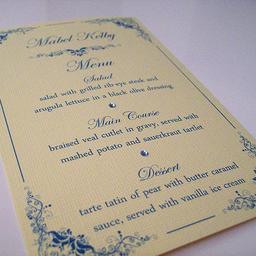 Mabel Kelby
Menu
Salad
salad with grilled rib-eye steak and
arugula lettuce in a black olive dressing
Main Course
braised veal cutlet in gravy, served with
mashed potato and sauerkraut tartlet
Dessert
tarte tatin of pear with butter caramel
sauce, served with vanilla ice cream